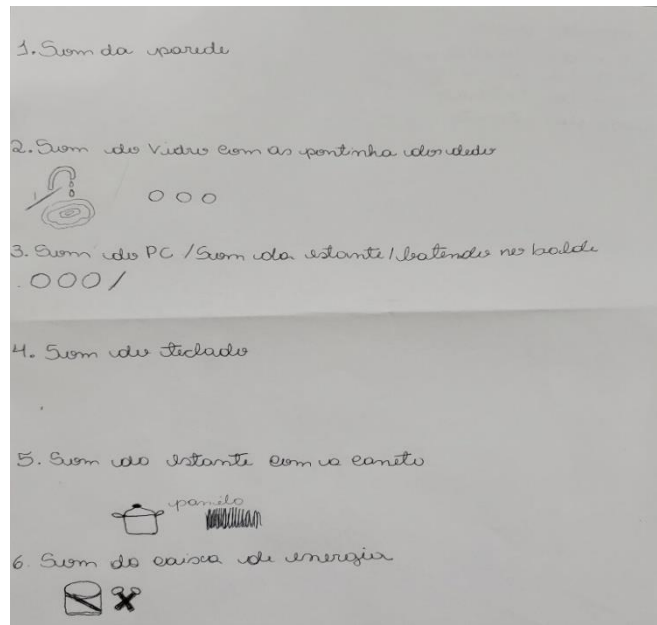 1. Som da parede
2. Som do Vidro com as pontinha dos dedo
3. Som do PC / Som da estante / batendo no balde
4. Som do teclado
5. Som da estante com a caneta
panela
6. Som da caixa de energia